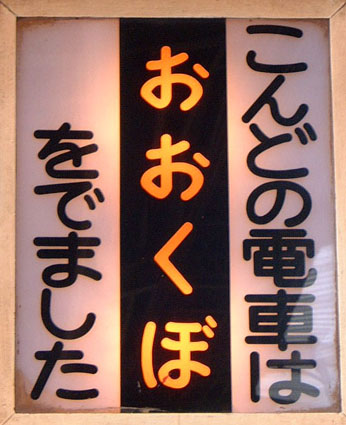 こんどの電車は
おおくぼ
をでました